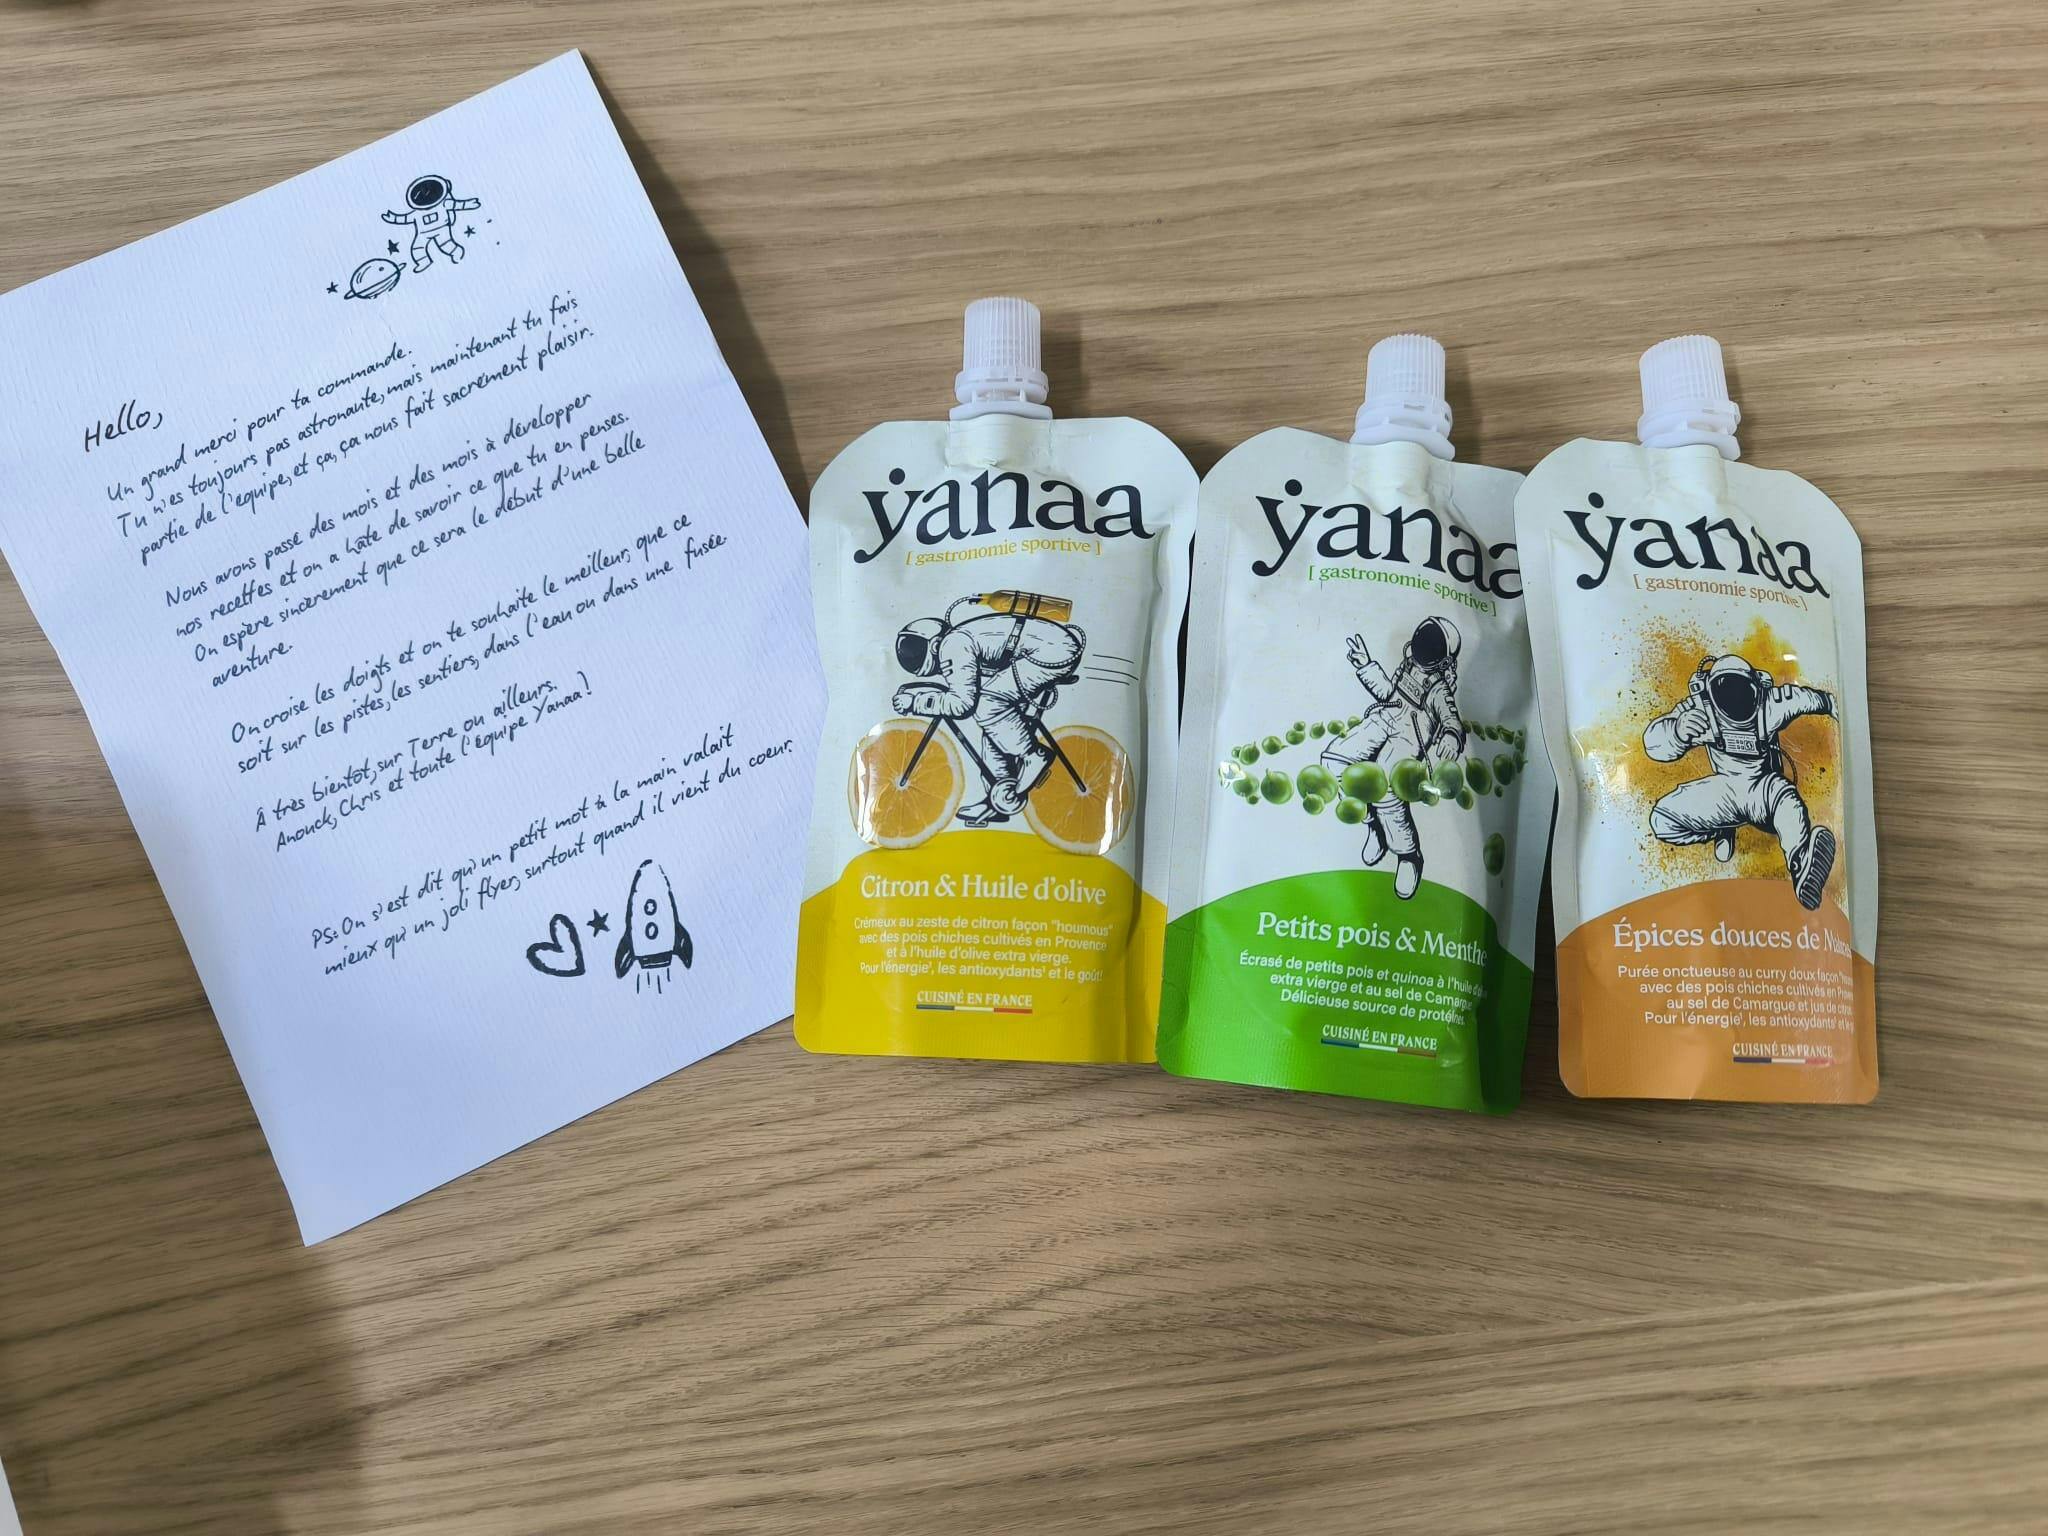 Hello,
Un grand merci pour ta commande.
Tu n'es toujours pas astronaute, mais maintenant tu fais
partie de l'equipe, et ça, ça nous fait sacrément plaisir.
Nous avons passé des mois et des mois à développer
nos recettes et on a hâte de savoir ce que tu en penses.
On espère sincèrement que ce sera le début d'une belle
aventure.
On croise les doigts et on te souhaite le meilleur, que ce
soit sur les pistes, les sentiers, dans l'eau ou dans une fusée.
À très bientôt, sur Terre ou ailleurs.
Anouck, Chris et toute l'équipe Yanaa!
PS: On s'est dit qu'un petit mot à la main valait
mieux qu'un joli flyer, surtout quand il vient du coeur.
yanaa
[ gastronomie sportive ]
Citron & Huile d'olive
Crémeux au zeste de citron façon "houmous"
avec des pois chiches cultivés en Provence
et à l'huile d'olive extra vierge.
Pour l'énergie¹, les antioxydants¹ et le goût!
CUISINÉ EN FRANCE
yanaa
[ gastronomie sportive ]
Petits pois & Menthe
Écrasé de petits pois et quinoa à l'huile
extra vierge et au sel de Camargue.
Délicieuse source de protéines.
CUISINÉ EN FRANCE
yanaa
[ gastronomie sportive ]
Épices douces de
Purée onctueuse au curry doux façon
avec des pois chiches cultivés en
au sel de Camargue et jus de citron
Pour l'énergie¹, les antioxydants¹ et
CUISINÉ EN FRANCE